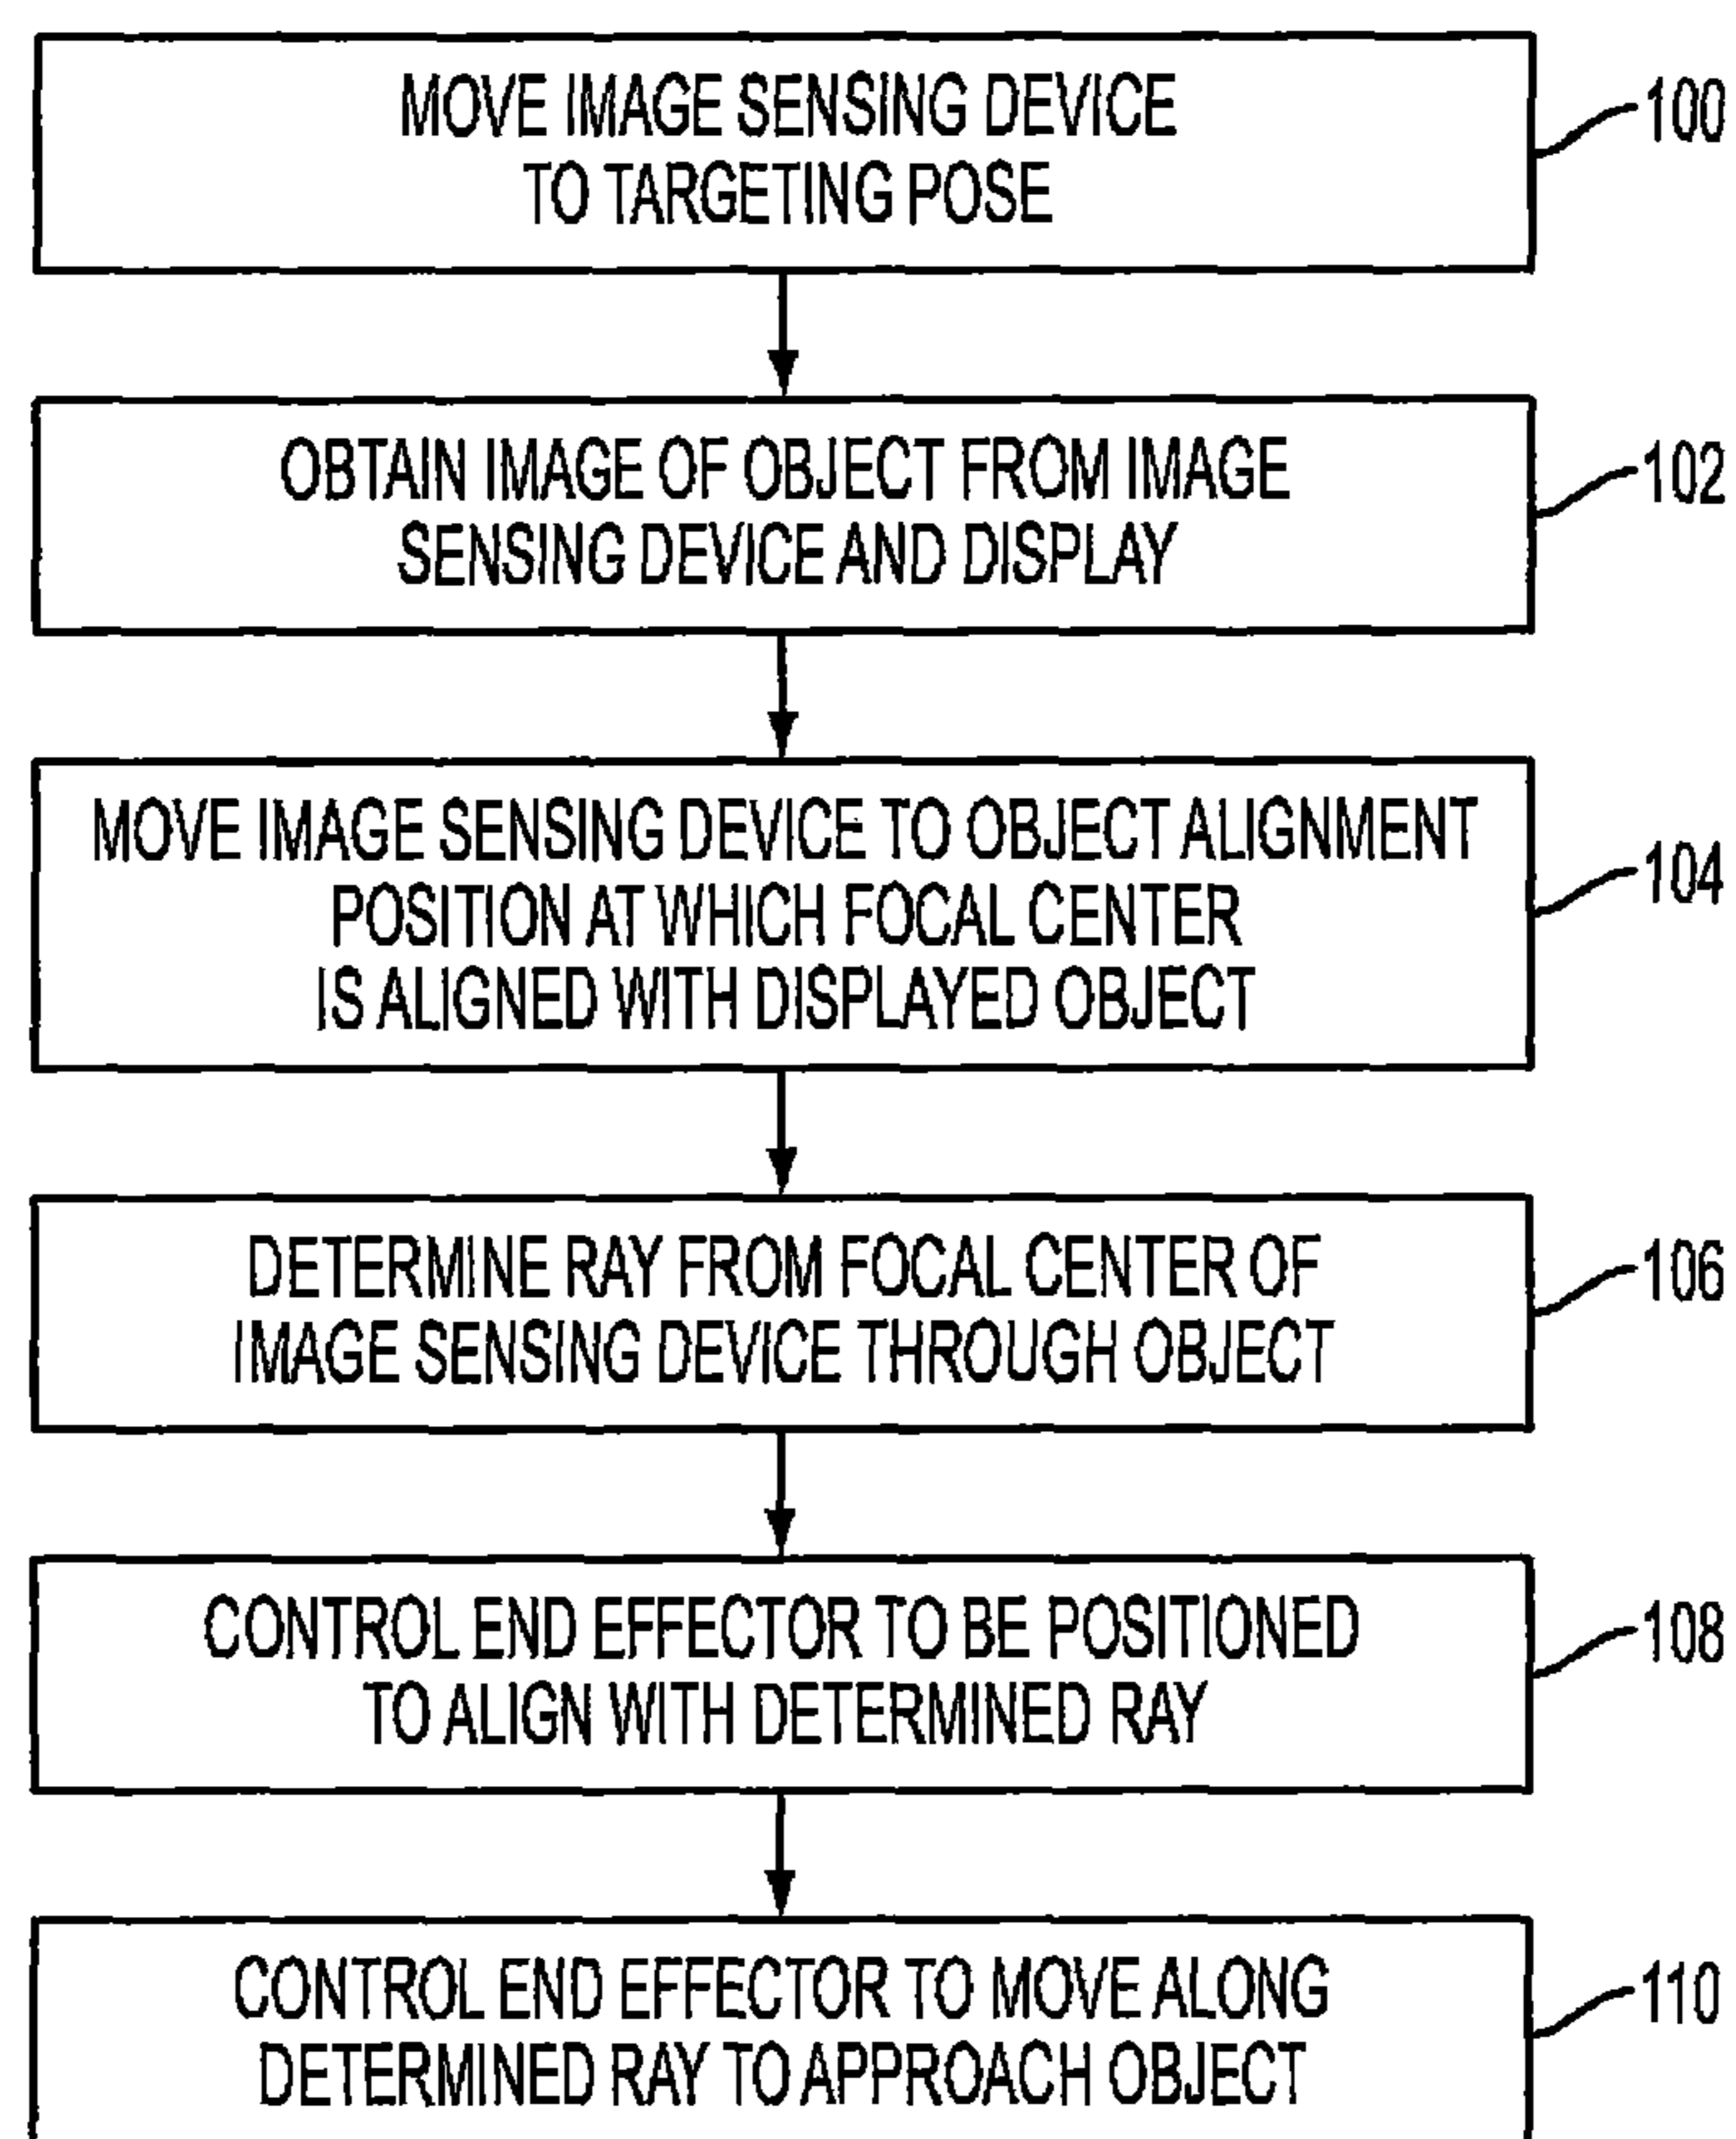 MOVE IMAGE SENSING DEVICE
TO TARGETING POSE
100
OBTAIN IMAGE OF OBJECT FROM IMAGE
SENSING DEVICE AND DISPLAY
102
MOVE IMAGE SENSING DEVICE TO OBJECT ALIGNMENT
POSITION AT WHICH FOCAL CENTER
IS ALIGNED WITH DISPLAYED OBJECT
104
DETERMINE RAY FROM FOCAL CENTER OF
IMAGE SENSING DEVICE THROUGH OBJECT
106
CONTROL END EFFECTOR TO BE POSITIONED
TO ALIGN WITH DETERMINED RAY
108
CONTROL END EFFECTOR TO MOVE ALONG
DETERMINED RAY TO APPROACH OBJECT
110